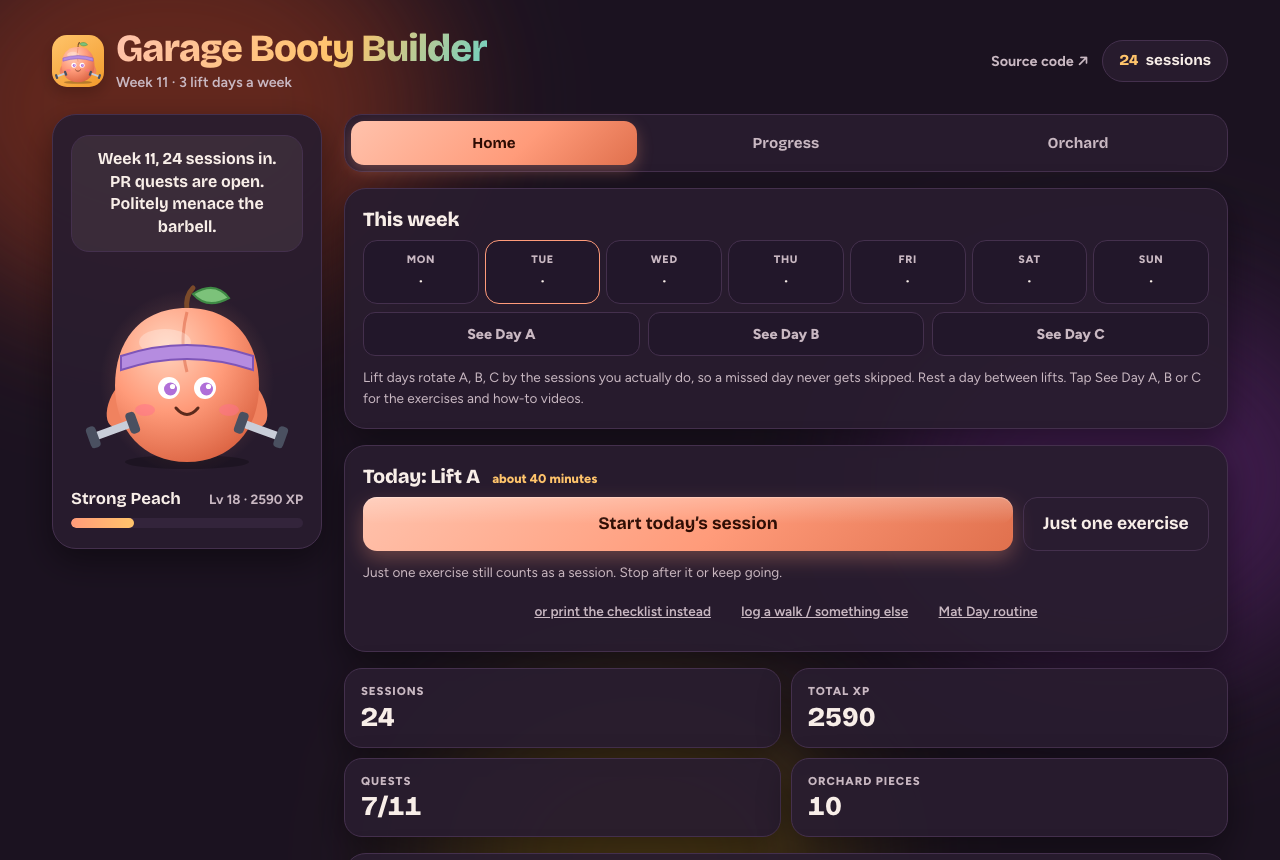 Garage Booty Builder
Week 11 · 3 lift days a week
Source code ↗
24 sessions
Week 11, 24 sessions in.
PR quests are open.
Politely menace the
barbell.
Strong Peach
Lv 18 · 2590 XP
Home
Progress
Orchard
This week
MON
TUE
WED
THU
FRI
SAT
SUN
See Day A
See Day B
See Day C
Lift days rotate A, B, C by the sessions you actually do, so a missed day never gets skipped. Rest a day between lifts. Tap See Day A, B or C
for the exercises and how-to videos.
Today: Lift A
about 40 minutes
Start today's session
Just one exercise
Just one exercise still counts as a session. Stop after it or keep going.
or print the checklist instead
log a walk / something else
Mat Day routine
SESSIONS
24
TOTAL XP
2590
QUESTS
7/11
ORCHARD PIECES
10